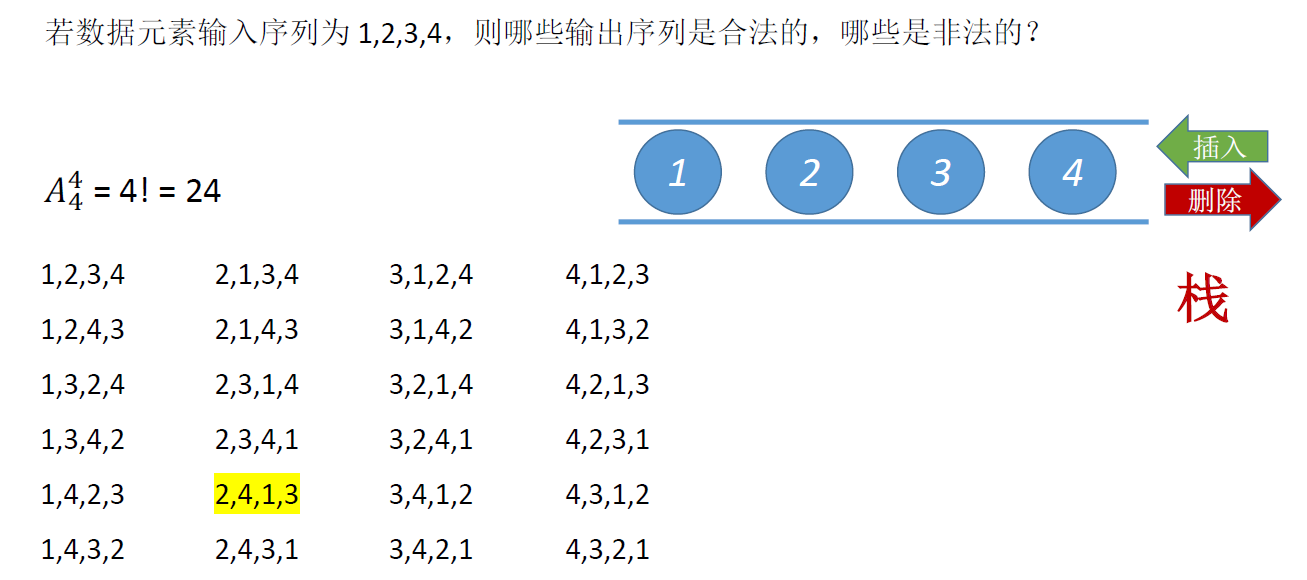 若数据元素输入序列为 1,2,3,4，则哪些输出序列是合法的，哪些是非法的？
1 2 3 4
插入
删除
A₄⁴ = 4! = 24
栈
1,2,3,4 2,1,3,4 3,1,2,4 4,1,2,3
1,2,4,3 2,1,4,3 3,1,4,2 4,1,3,2
1,3,2,4 2,3,1,4 3,2,1,4 4,2,1,3
1,3,4,2 2,3,4,1 3,2,4,1 4,2,3,1
1,4,2,3 2,4,1,3 3,4,1,2 4,3,1,2
1,4,3,2 2,4,3,1 3,4,2,1 4,3,2,1